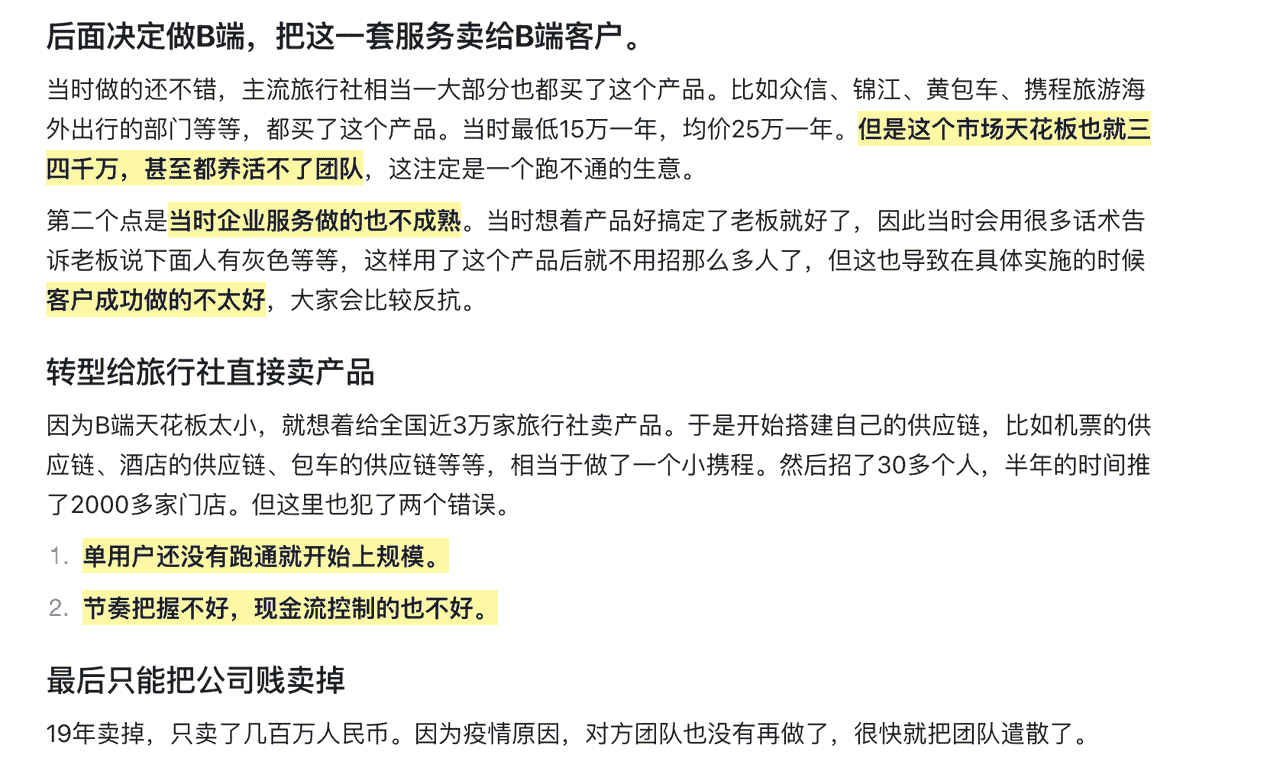 后面决定做B端，把这一套服务卖给B端客户。
当时做的还不错，主流旅行社相当一大部分也都买了这个产品。比如众信、锦江、黄包车、携程旅游海
外出行的部门等等，都买了这个产品。当时最低15万一年，均价25万一年。但是这个市场天花板也就三
四千万，甚至都养活不了团队，这注定是一个跑不通的生意。
第二个点是当时企业服务做的也不成熟。当时想着产品好搞定了老板就好了，因此当时会用很多话术告
诉老板说下面人有灰色等等，这样用了这个产品后就不用招那么多人了，但这也导致在具体实施的时候
客户成功做的不太好，大家会比较反抗。
转型给旅行社直接卖产品
因为B端天花板太小，就想着给全国近3万家旅行社卖产品。于是开始搭建自己的供应链，比如机票的供
应链、酒店的供应链、包车的供应链等等，相当于做了一个小携程。然后招了30多个人，半年的时间推
了2000多家门店。但这里也犯了两个错误。
1. 单用户还没有跑通就开始上规模。
2. 节奏把握不好，现金流控制的也不好。
最后只能把公司贱卖掉
19年卖掉，只卖了几百万人民币。因为疫情原因，对方团队也没有再做了，很快就把团队遣散了。